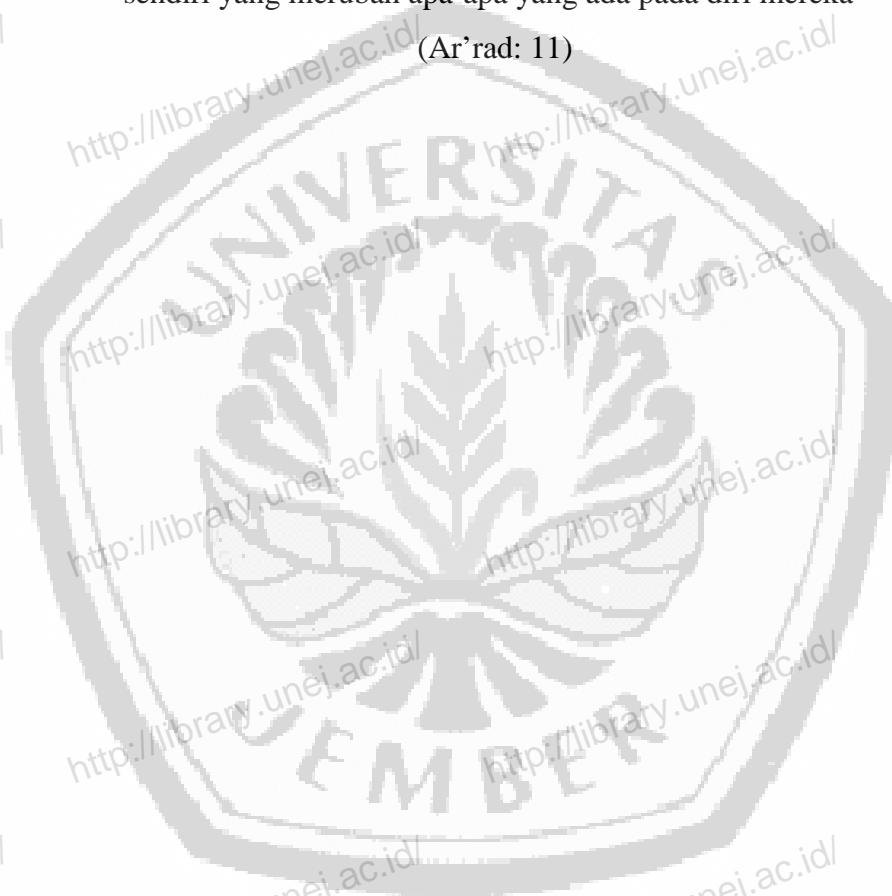 sendiri yang merubah apa-apa yang ada pada diri mereka
(Ar’rad: 11)
http://library.unej.ac.id/
http://library.unej.ac.id/
UNIVERSITAS
http://library.unej.ac.id/
http://library.unej.ac.id/
http://library.unej.ac.id/
http://library.unej.ac.id/
http://library.unej.ac.id/
http://library.unej.ac.id/
JEMBER